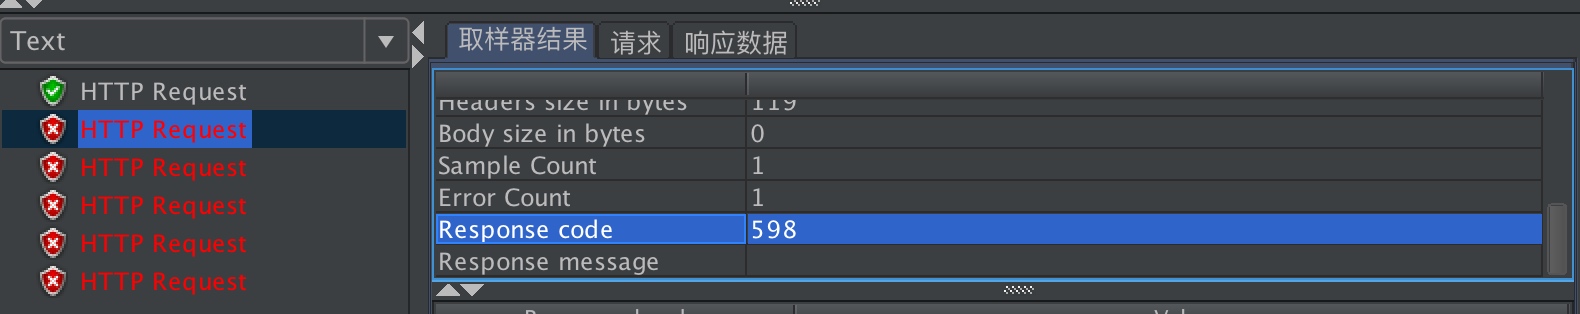 Text
HTTP Request
HTTP Request
HTTP Request
HTTP Request
HTTP Request
HTTP Request
取样器结果 请求 响应数据
Headers size in bytes 119
Body size in bytes 0
Sample Count 1
Error Count 1
Response code 598
Response message